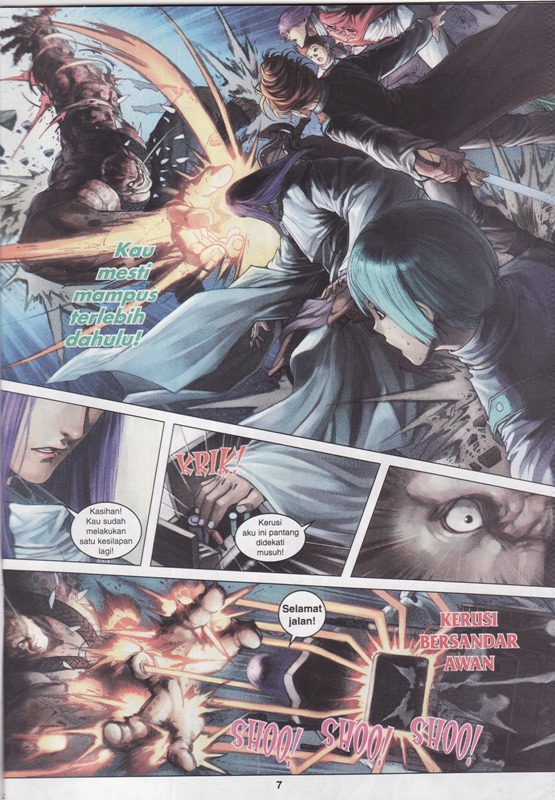 Kau
mesti
mampus
terlebih
dahulu!
Kasihan!
Kau sudah
melakukan
satu kesilapan
lagi!
KRIK!
Kerusi
aku ini pantang
didekati
musuh!
Selamat
jalan!
KERUSI
BERSANDAR
AWAN
SHOO! SHOO! SHOO!
7